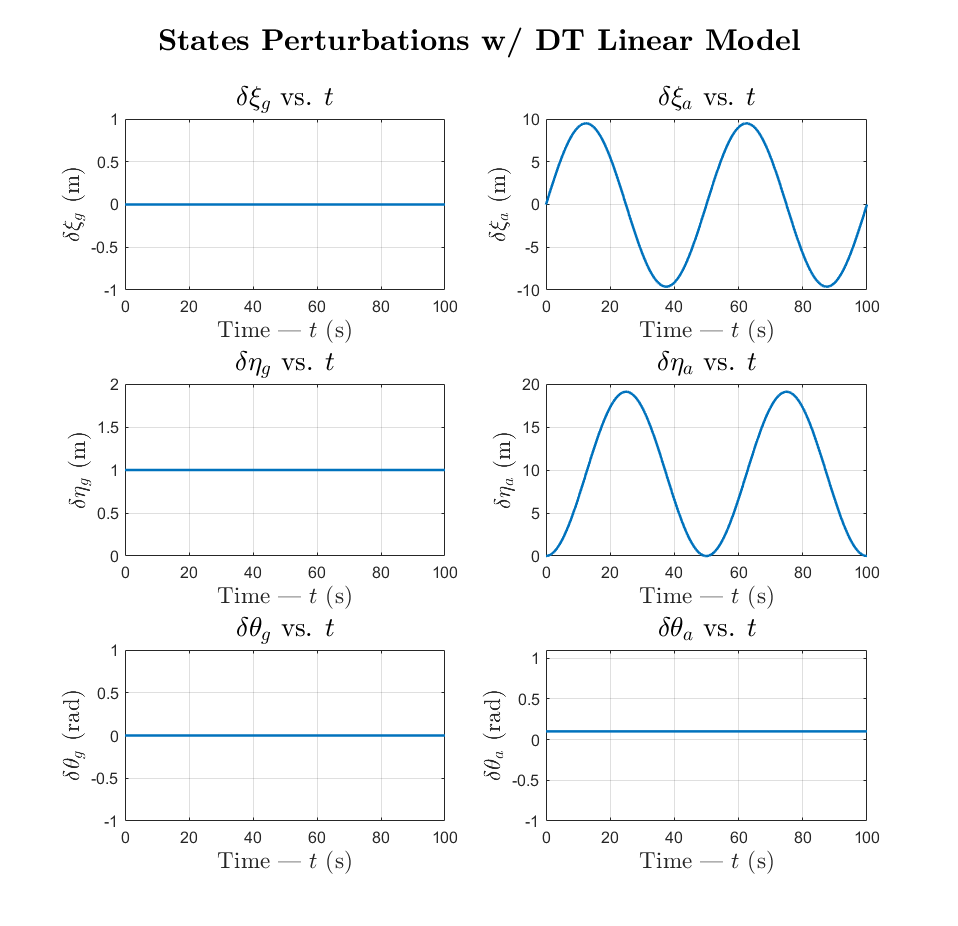 States Perturbations w/ DT Linear Model
δξg vs. t
δξg (m)
1
0.5
0
-0.5
-1
0 20 40 60 80 100
Time — t (s)
δξa vs. t
δξa (m)
10
5
0
-5
-10
0 20 40 60 80 100
Time — t (s)
δηg vs. t
δηg (m)
2
1.5
1
0.5
0
0 20 40 60 80 100
Time — t (s)
δηa vs. t
δηa (m)
20
15
10
5
0
0 20 40 60 80 100
Time — t (s)
δθg vs. t
δθg (rad)
1
0.5
0
-0.5
-1
0 20 40 60 80 100
Time — t (s)
δθa vs. t
δθa (rad)
1
0.5
0
-0.5
-1
0 20 40 60 80 100
Time — t (s)